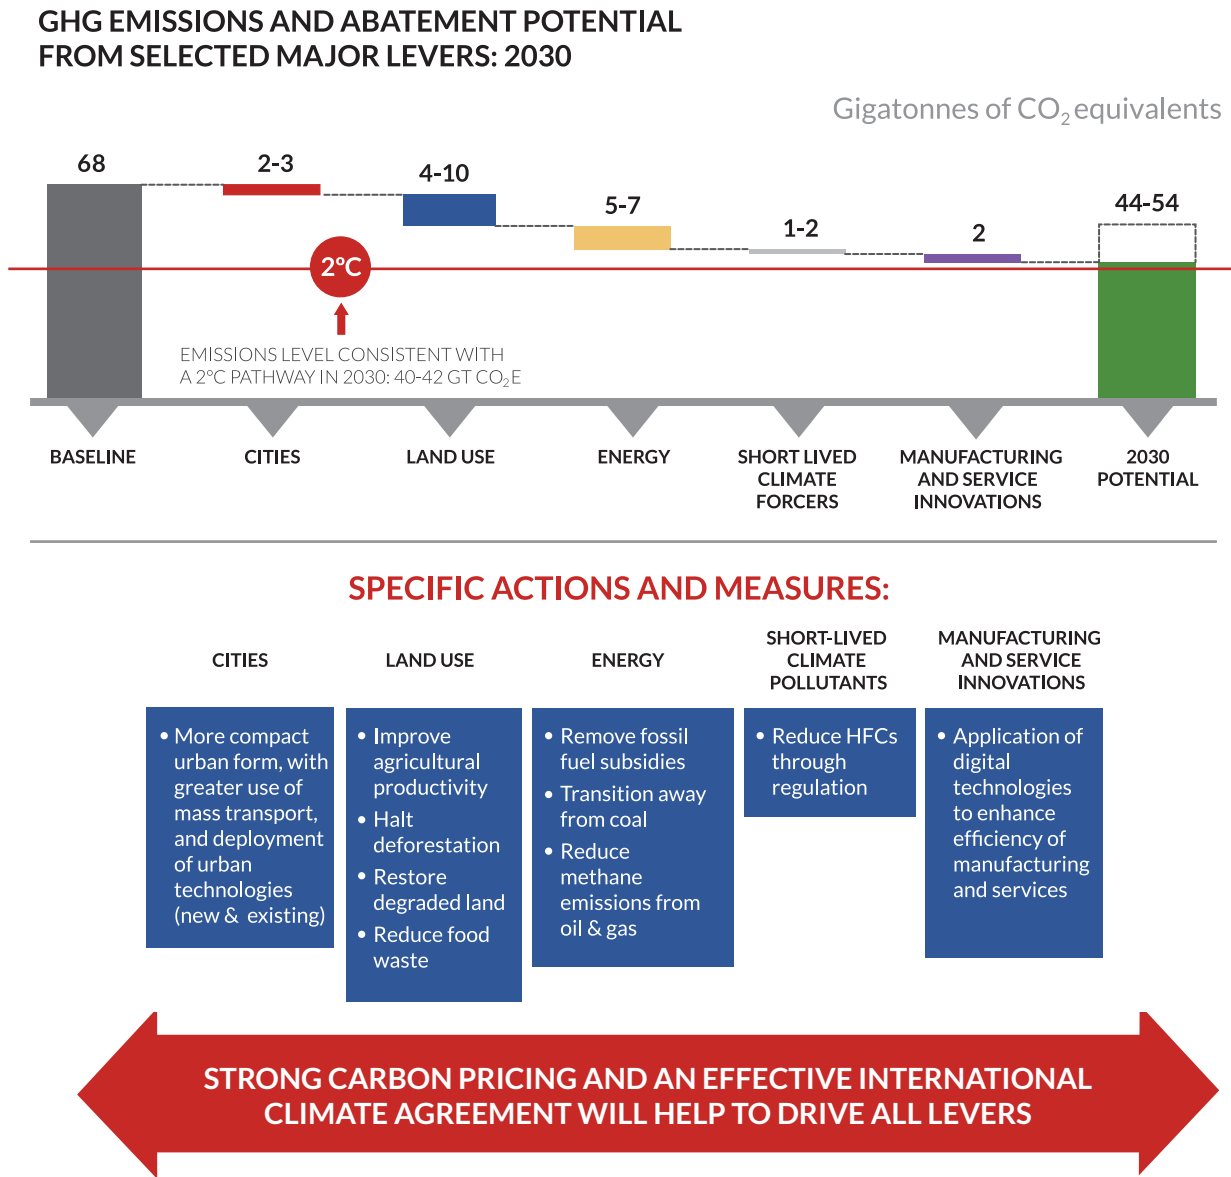 GHG EMISSIONS AND ABATEMENT POTENTIAL
FROM SELECTED MAJOR LEVERS: 2030
Gigatonnes of CO₂ equivalents
68
2-3
4-10
5-7
1-2
2
44-54
2°C
EMISSIONS LEVEL CONSISTENT WITH
A 2°C PATHWAY IN 2030: 40-42 GT CO₂E
BASELINE
CITIES
LAND USE
ENERGY
SHORT LIVED
CLIMATE
FORCERS
MANUFACTURING
AND SERVICE
INNOVATIONS
2030
POTENTIAL
SPECIFIC ACTIONS AND MEASURES:
CITIES
• More compact
urban form, with
greater use of
mass transport,
and deployment
of urban
technologies
(new & existing)
LAND USE
• Improve
agricultural
productivity
• Halt
deforestation
• Restore
degraded land
• Reduce food
waste
ENERGY
• Remove fossil
fuel subsidies
• Transition away
from coal
• Reduce
methane
emissions from
oil & gas
SHORT-LIVED
CLIMATE
POLLUTANTS
• Reduce HFCs
through
regulation
MANUFACTURING
AND SERVICE
INNOVATIONS
• Application of
digital
technologies
to enhance
efficiency of
manufacturing
and services
STRONG CARBON PRICING AND AN EFFECTIVE INTERNATIONAL
CLIMATE AGREEMENT WILL HELP TO DRIVE ALL LEVERS